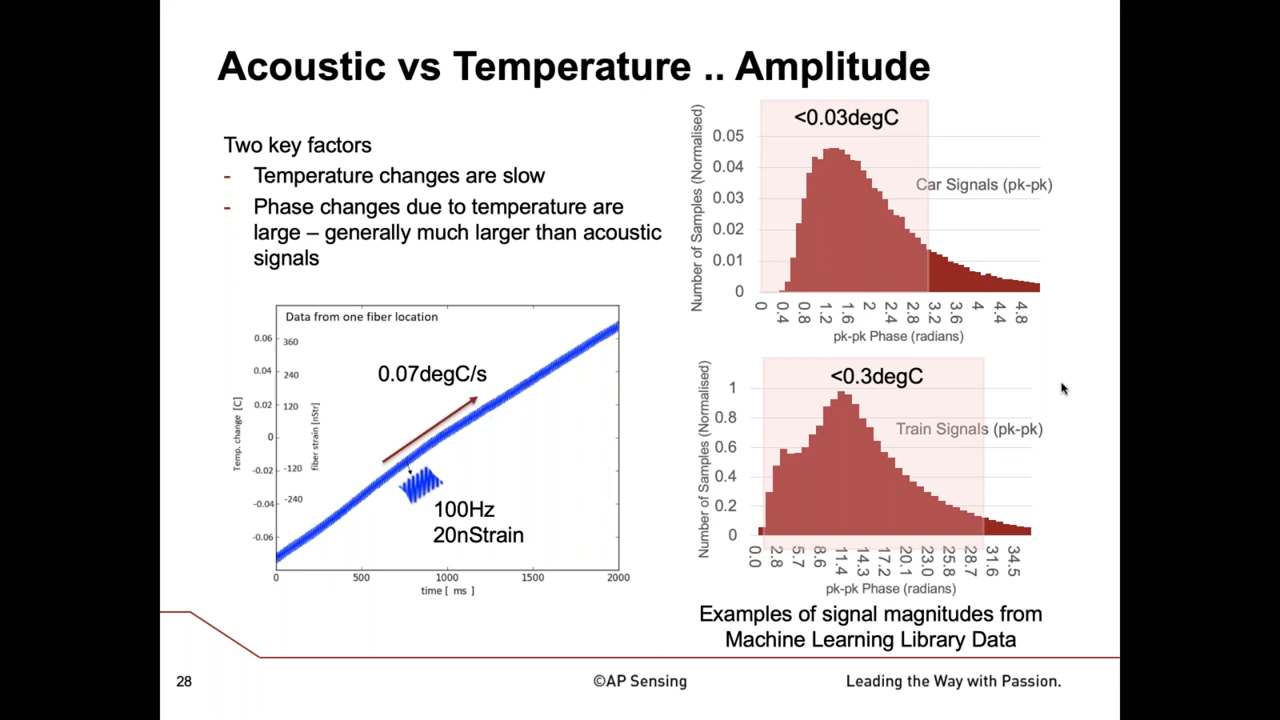 Acoustic vs Temperature .. Amplitude
Two key factors
- Temperature changes are slow
- Phase changes due to temperature are
large – generally much larger than acoustic
signals
Data from one fiber location
0.07degC/s
100Hz
20nStrain
Temp. change [C]
0.06
0.04
0.02
0
-0.02
-0.04
-0.06
fiber strain [nStr]
360
240
120
0
-120
-240
0 500 1000 1500 2000
time [ ms ]
<0.03degC
Car Signals (pk-pk)
Number of Samples (Normalised)
0.05
0.04
0.03
0.02
0.01
0
0 0.4 0.8 1.2 1.6 2 2.4 2.8 3.2 3.6 4 4.4 4.8
pk-pk Phase (radians)
<0.3degC
Train Signals (pk-pk)
Number of Samples (Normalised)
1
0.8
0.6
0.4
0.2
0
0.0 2.8 5.7 8.6 11.4 14.3 17.2 20.1 23.0 25.8 28.7 31.6 34.5
pk-pk Phase (radians)
Examples of signal magnitudes from
Machine Learning Library Data
28
©AP Sensing
Leading the Way with Passion.